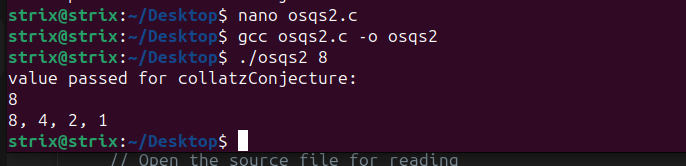 strix@strix:~/Desktop$ nano osqs2.c
strix@strix:~/Desktop$ gcc osqs2.c -o osqs2
strix@strix:~/Desktop$ ./osqs2 8
value passed for collatzConjecture:
8
8, 4, 2, 1
strix@strix:~/Desktop$
// Open the source file for reading